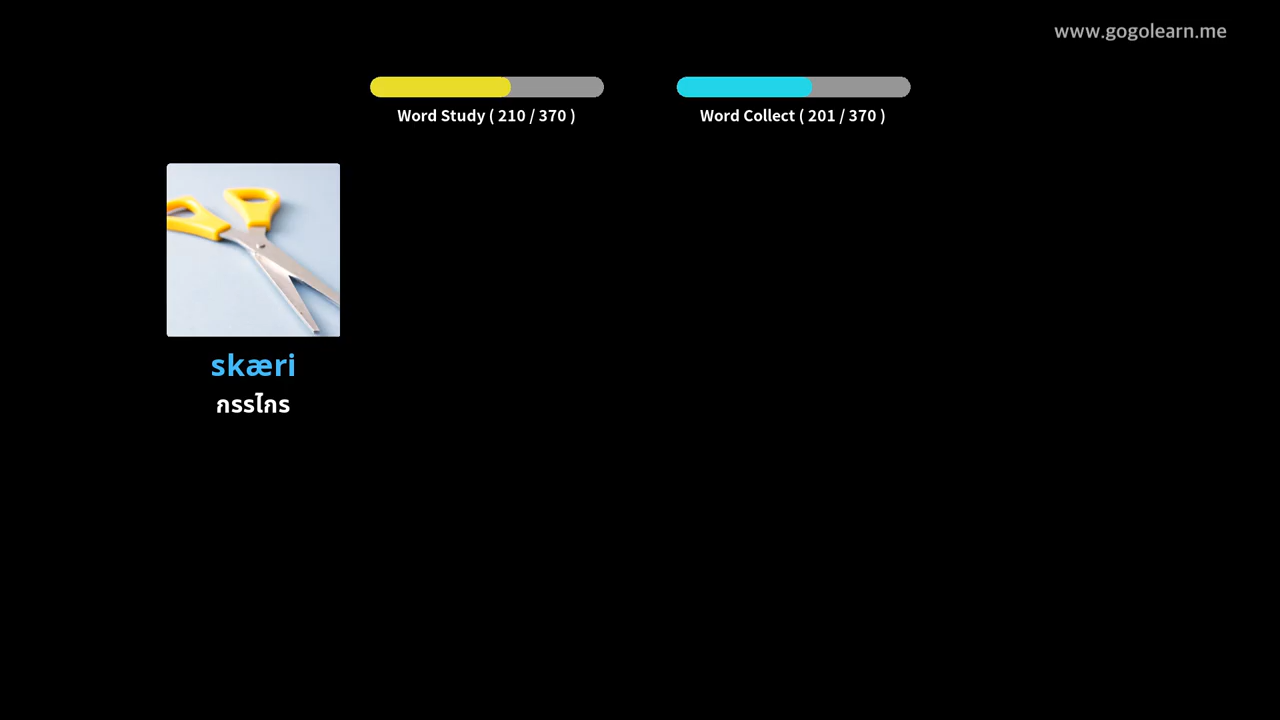 www.gogolearn.me
Word Study ( 210 / 370 )
Word Collect ( 201 / 370 )
skæri
กรรไกร